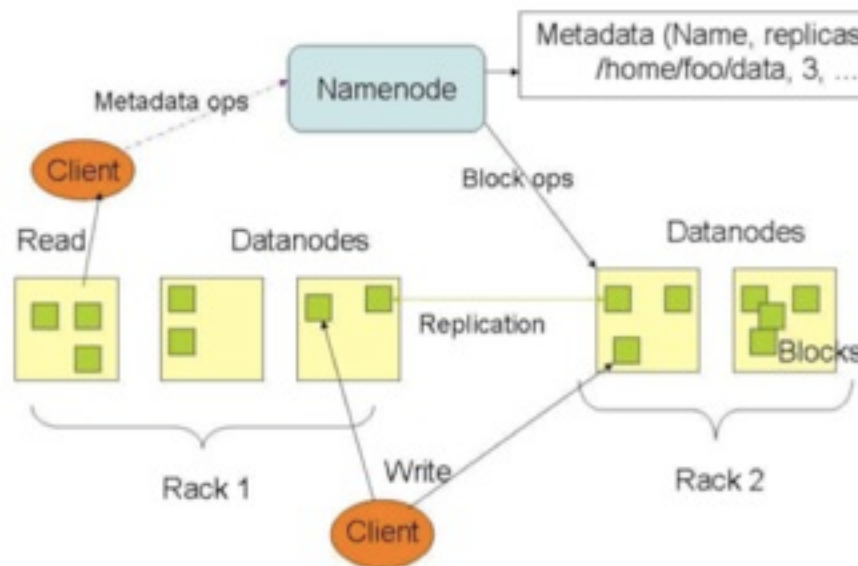 Metadata (Name, replicas
/home/foo/data, 3, ...
Namenode
Metadata ops
Client
Block ops
Read
Datanodes
Datanodes
Replication
Blocks
Rack 1
Write
Rack 2
Client